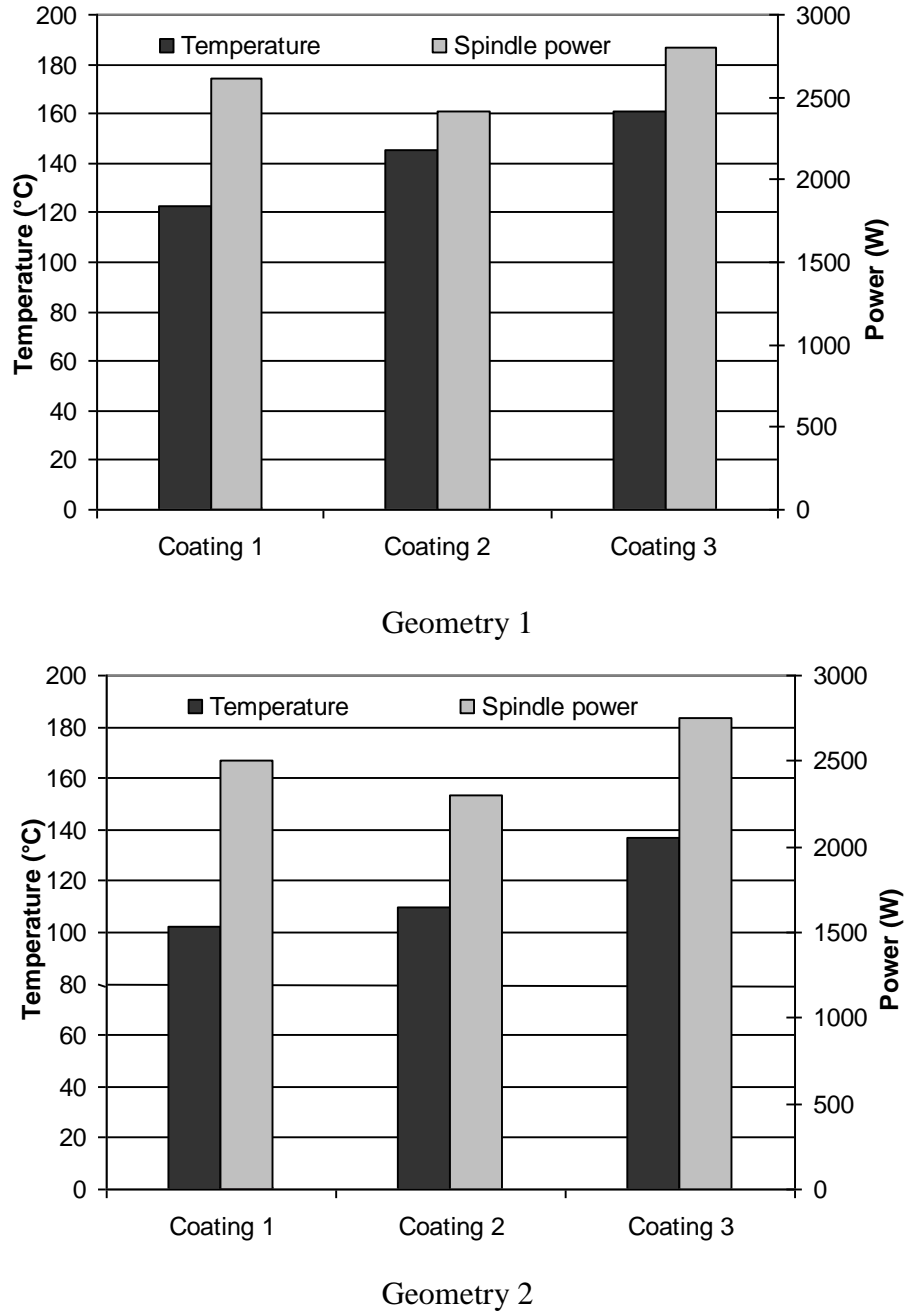 200
180
160
140
120
100
80
60
40
20
0
Temperature (°C)
Temperature
Spindle power
3000
2500
2000
1500
1000
500
0
Power (W)
Coating 1
Coating 2
Coating 3
Geometry 1
200
180
160
140
120
100
80
60
40
20
0
Temperature (°C)
Temperature
Spindle power
3000
2500
2000
1500
1000
500
0
Power (W)
Coating 1
Coating 2
Coating 3
Geometry 2